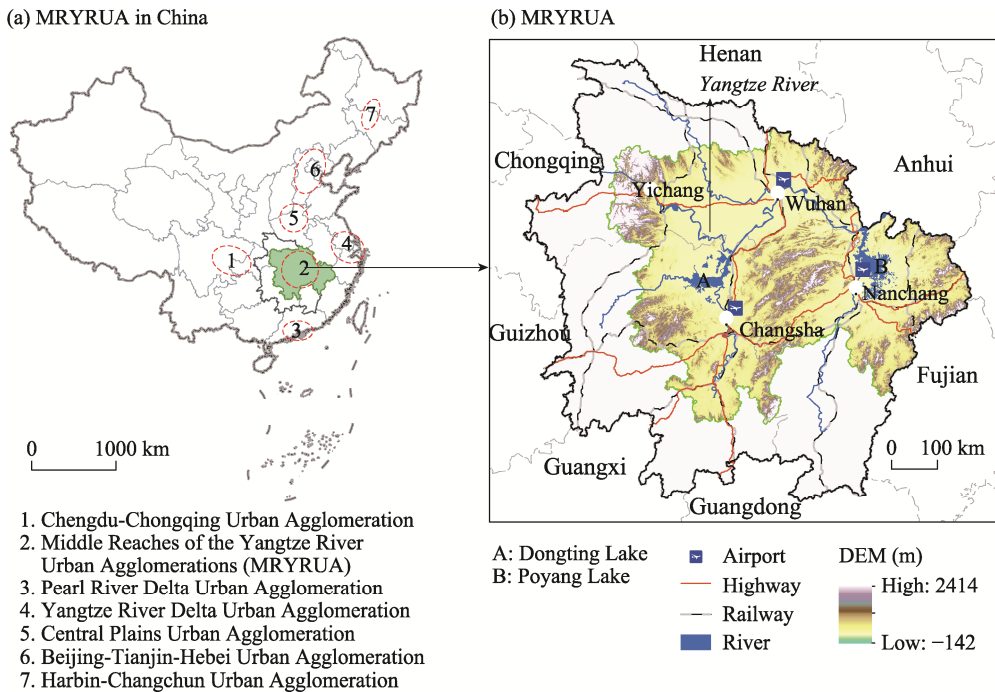 (a) MRYRUA in China
7
6
5
4
1
2
3
0 1000 km
1. Chengdu-Chongqing Urban Agglomeration
2. Middle Reaches of the Yangtze River
Urban Agglomerations (MRYRUA)
3. Pearl River Delta Urban Agglomeration
4. Yangtze River Delta Urban Agglomeration
5. Central Plains Urban Agglomeration
6. Beijing-Tianjin-Hebei Urban Agglomeration
7. Harbin-Changchun Urban Agglomeration
(b) MRYRUA
Henan
Yangtze River
Chongqing
Anhui
Yichang
Wuhan
A
B
Nanchang
Guizhou
Changsha
Fujian
Guangxi
0 100 km
Guangdong
A: Dongting Lake
B: Poyang Lake
Airport
Highway
Railway
River
DEM (m)
High: 2414
Low: −142